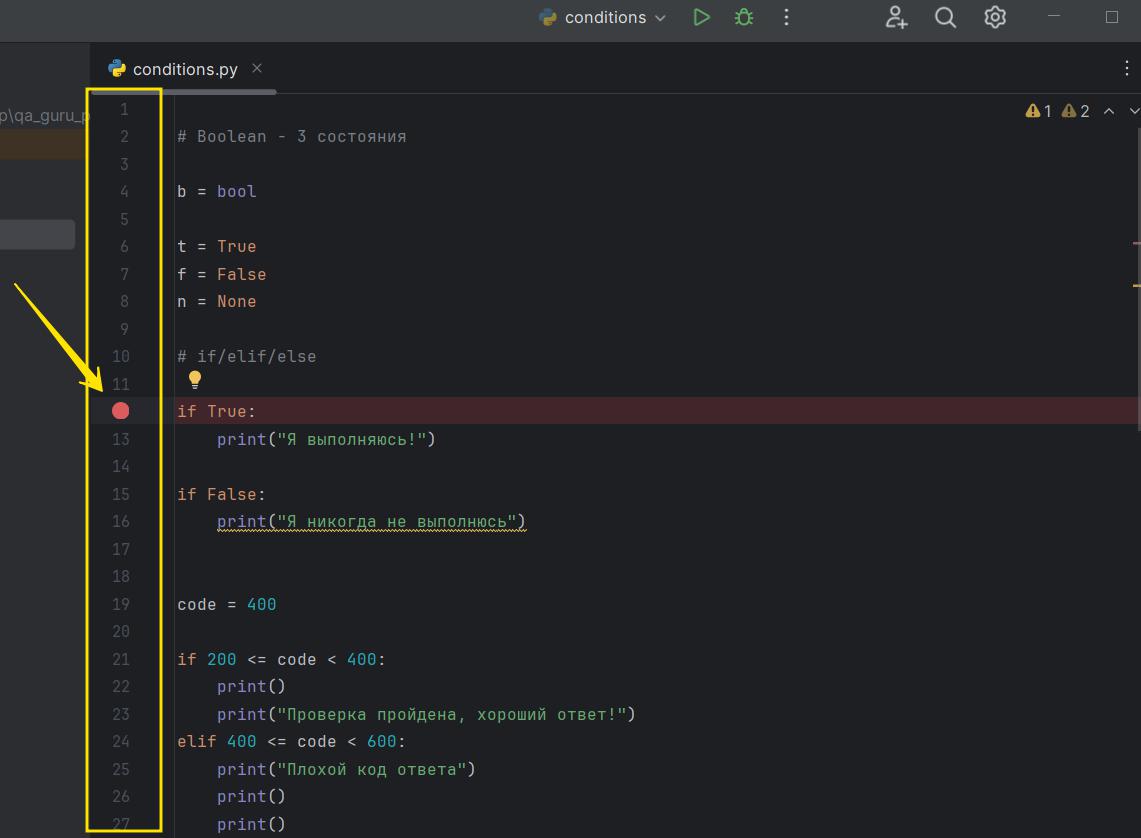 conditions
conditions.py
p\qa_guru_p
1 2
1
2 # Boolean - 3 состояния
3
4 b = bool
5
6 t = True
7 f = False
8 n = None
9
10 # if/elif/else
11
if True:
13 print("Я выполняюсь!")
14
15 if False:
16 print("Я никогда не выполнюсь")
17
18
19 code = 400
20
21 if 200 <= code < 400:
22 print()
23 print("Проверка пройдена, хороший ответ!")
24 elif 400 <= code < 600:
25 print("Плохой код ответа")
26 print()
27 print()